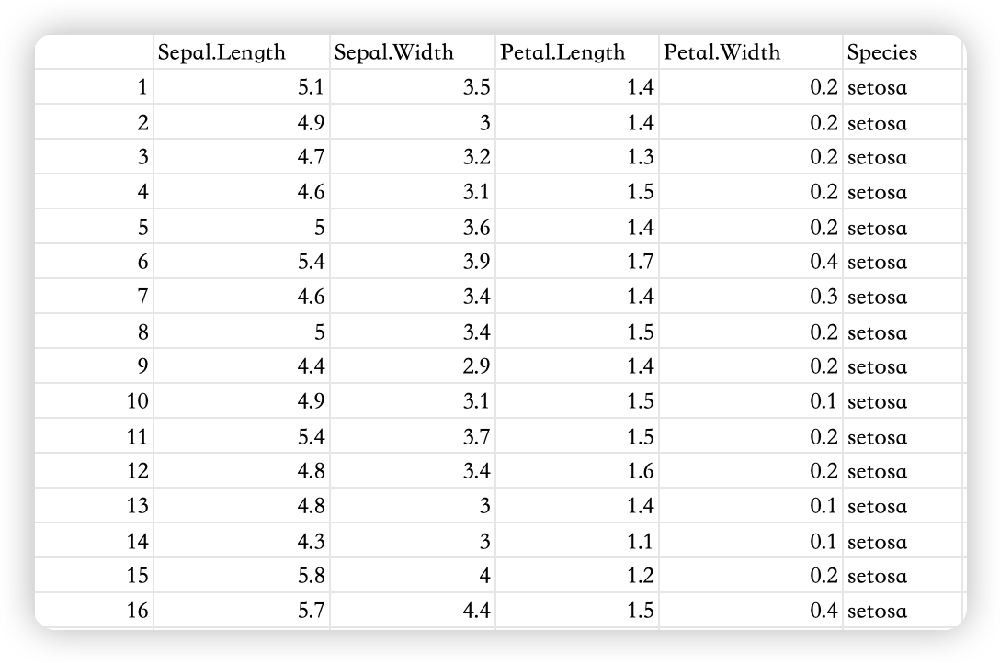 Sepal.Length Sepal.Width Petal.Length Petal.Width Species
1 5.1 3.5 1.4 0.2 setosa
2 4.9 3 1.4 0.2 setosa
3 4.7 3.2 1.3 0.2 setosa
4 4.6 3.1 1.5 0.2 setosa
5 5 3.6 1.4 0.2 setosa
6 5.4 3.9 1.7 0.4 setosa
7 4.6 3.4 1.4 0.3 setosa
8 5 3.4 1.5 0.2 setosa
9 4.4 2.9 1.4 0.2 setosa
10 4.9 3.1 1.5 0.1 setosa
11 5.4 3.7 1.5 0.2 setosa
12 4.8 3.4 1.6 0.2 setosa
13 4.8 3 1.4 0.1 setosa
14 4.3 3 1.1 0.1 setosa
15 5.8 4 1.2 0.2 setosa
16 5.7 4.4 1.5 0.4 setosa